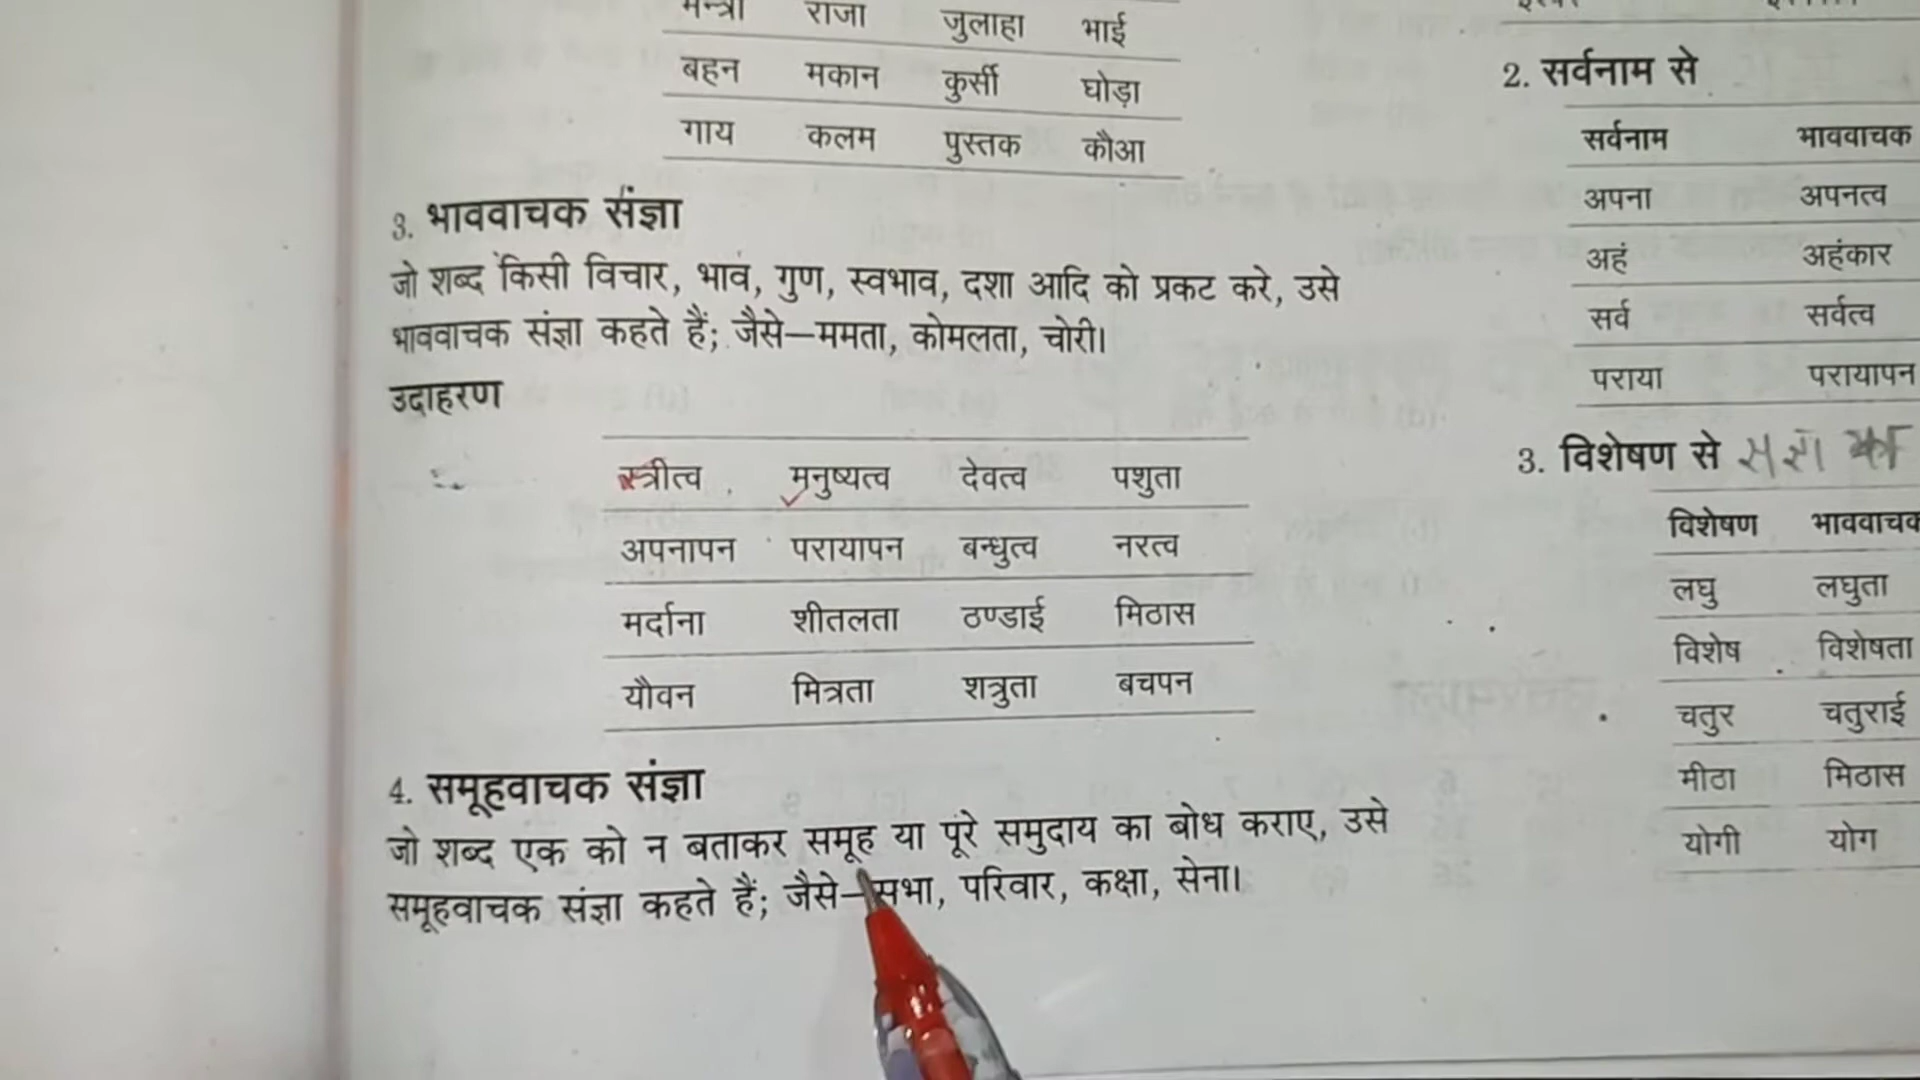 राजा जुलाहा भाई
बहन मकान कुर्सी घोड़ा
गाय कलम पुस्तक कौआ
3. भाववाचक संज्ञा
जो शब्द किसी विचार, भाव, गुण, स्वभाव, दशा आदि को प्रकट करे, उसे
भाववाचक संज्ञा कहते हैं; जैसे—ममता, कोमलता, चोरी।
उदाहरण
स्त्रीत्व मनुष्यत्व देवत्व पशुता
अपनापन परायापन बन्धुत्व नरत्व
मर्दाना शीतलता ठण्डाई मिठास
यौवन मित्रता शत्रुता बचपन
4. समूहवाचक संज्ञा
जो शब्द एक को न बताकर समूह या पूरे समुदाय का बोध कराए, उसे
समूहवाचक संज्ञा कहते हैं; जैसे—सभा, परिवार, कक्षा, सेना।
2. सर्वनाम से
सर्वनाम भाववाचक
अपना अपनत्व
अहं अहंकार
सर्व सर्वत्व
पराया परायापन
3. विशेषण से
विशेषण भाववाचक
लघु लघुता
विशेष विशेषता
चतुर चतुराई
मीठा मिठास
योगी योग